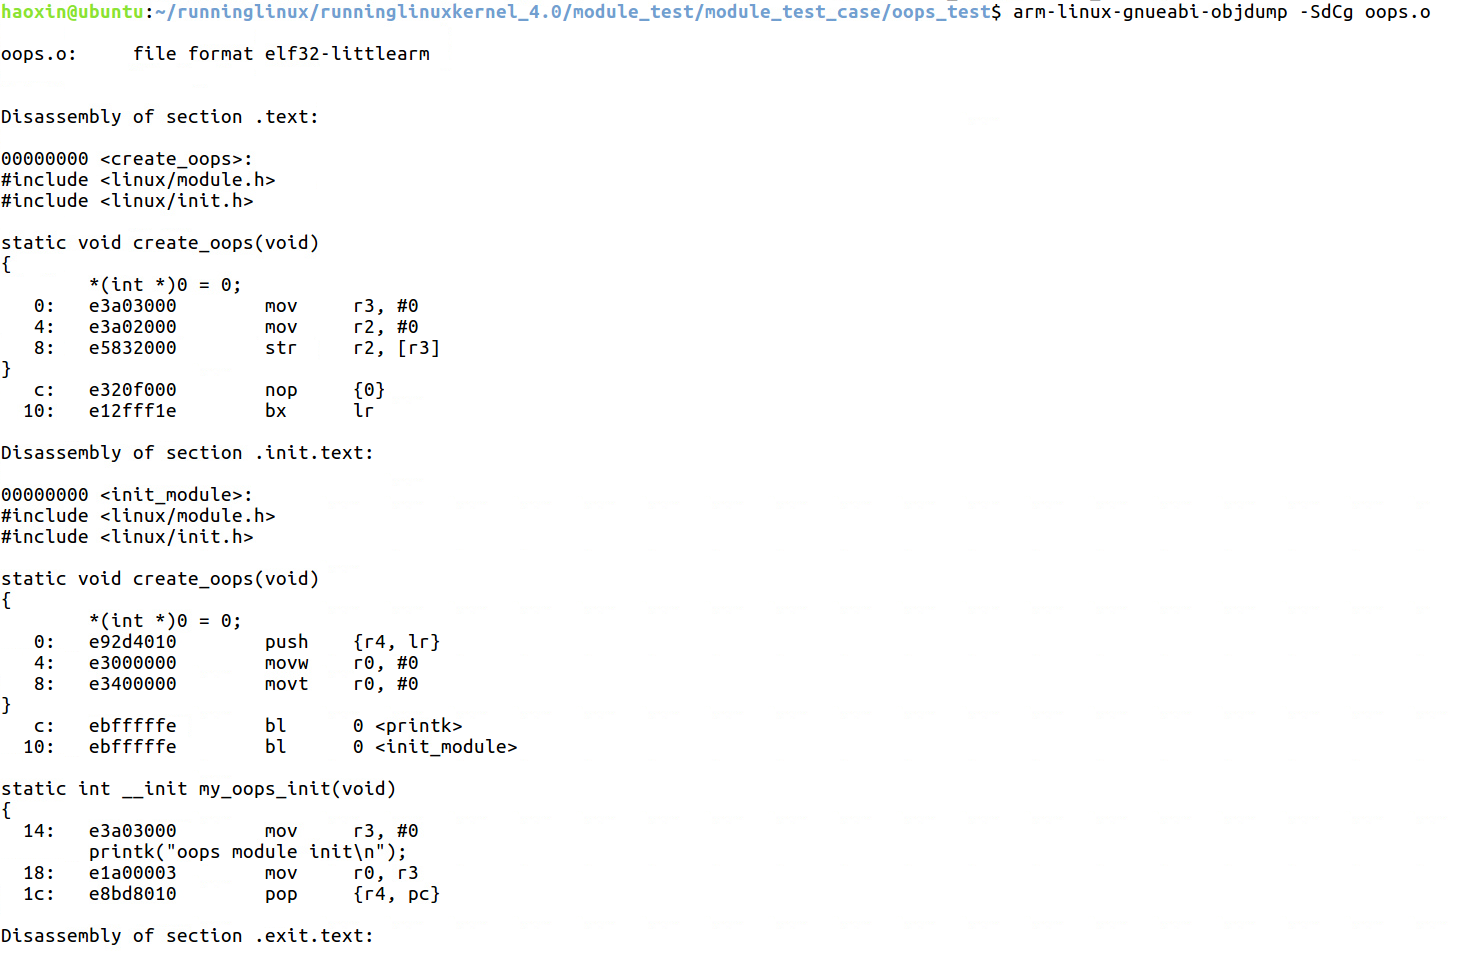 haoxin@ubuntu:~/runninglinux/runninglinuxkernel_4.0/module_test/module_test_case/oops_test$ arm-linux-gnueabi-objdump -SdCg oops.o
oops.o:     file format elf32-littlearm
Disassembly of section .text:
00000000 <create_oops>:
#include <linux/module.h>
#include <linux/init.h>
static void create_oops(void)
{
        *(int *)0 = 0;
   0:   e3a03000        mov     r3, #0
   4:   e3a02000        mov     r2, #0
   8:   e5832000        str     r2, [r3]
}
   c:   e320f000        nop     {0}
  10:   e12fff1e        bx      lr
Disassembly of section .init.text:
00000000 <init_module>:
#include <linux/module.h>
#include <linux/init.h>
static void create_oops(void)
{
        *(int *)0 = 0;
   0:   e92d4010        push    {r4, lr}
   4:   e3000000        movw    r0, #0
   8:   e3400000        movt    r0, #0
}
   c:   ebfffffe        bl      0 <printk>
  10:   ebfffffe        bl      0 <init_module>
static int __init my_oops_init(void)
{
  14:   e3a03000        mov     r3, #0
        printk("oops module init\n");
  18:   e1a00003        mov     r0, r3
  1c:   e8bd8010        pop     {r4, pc}
Disassembly of section .exit.text: